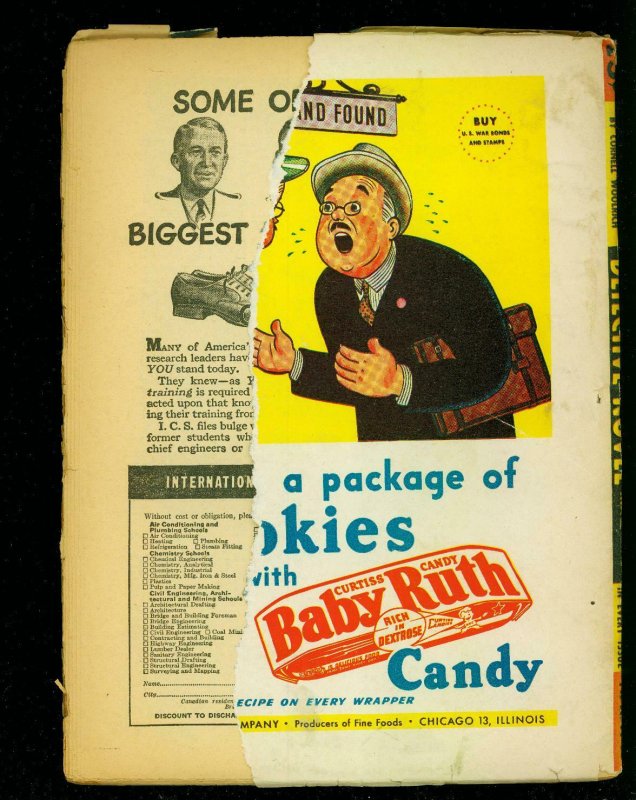 SOME O
BIGGEST
MANY of America'
research leaders hav
YOU stand today.
They knew—as Y
training is required
acted upon that kno
ing their training fro
I. C. S. files bulge w
former students wh
chief engineers or
INTERNATION
Without cost or obligation, plea
Air Conditioning and
Plumbing Schools
Air Conditioning
Heating Plumbing
Refrigeration Steam Fitting
Chemistry Schools
Chemical Engineering
Chemistry, Analytical
Chemistry, Industrial
Chemistry, Mfg. Iron & Steel
Plastics
Pulp and Paper Making
Civil Engineering, Archi-
tectural and Mining Schools
Architectural Drafting
Architecture
Bridge and Building Foreman
Bridge Engineering
Building Estimating
Civil Engineering Coal Mini
Contracting and Building
Highway Engineering
Lumber Dealer
Sanitary Engineering
Structural Drafting
Structural Engineering
Surveying and Mapping
Name
City
Canadian residen
DISCOUNT TO DISCHA
ND FOUND
BUY
U. S. WAR BONDS
AND STAMPS
a package of
okies
with
CURTISS CANDY
Baby Ruth
RICH
IN
DEXTROSE
CURTISS
Candy
ECIPE ON EVERY WRAPPER
MPANY • Producers of Fine Foods • CHICAGO 13, ILLINOIS
BY CORNELL WOOLRICH
DETECTIVE NOVEL